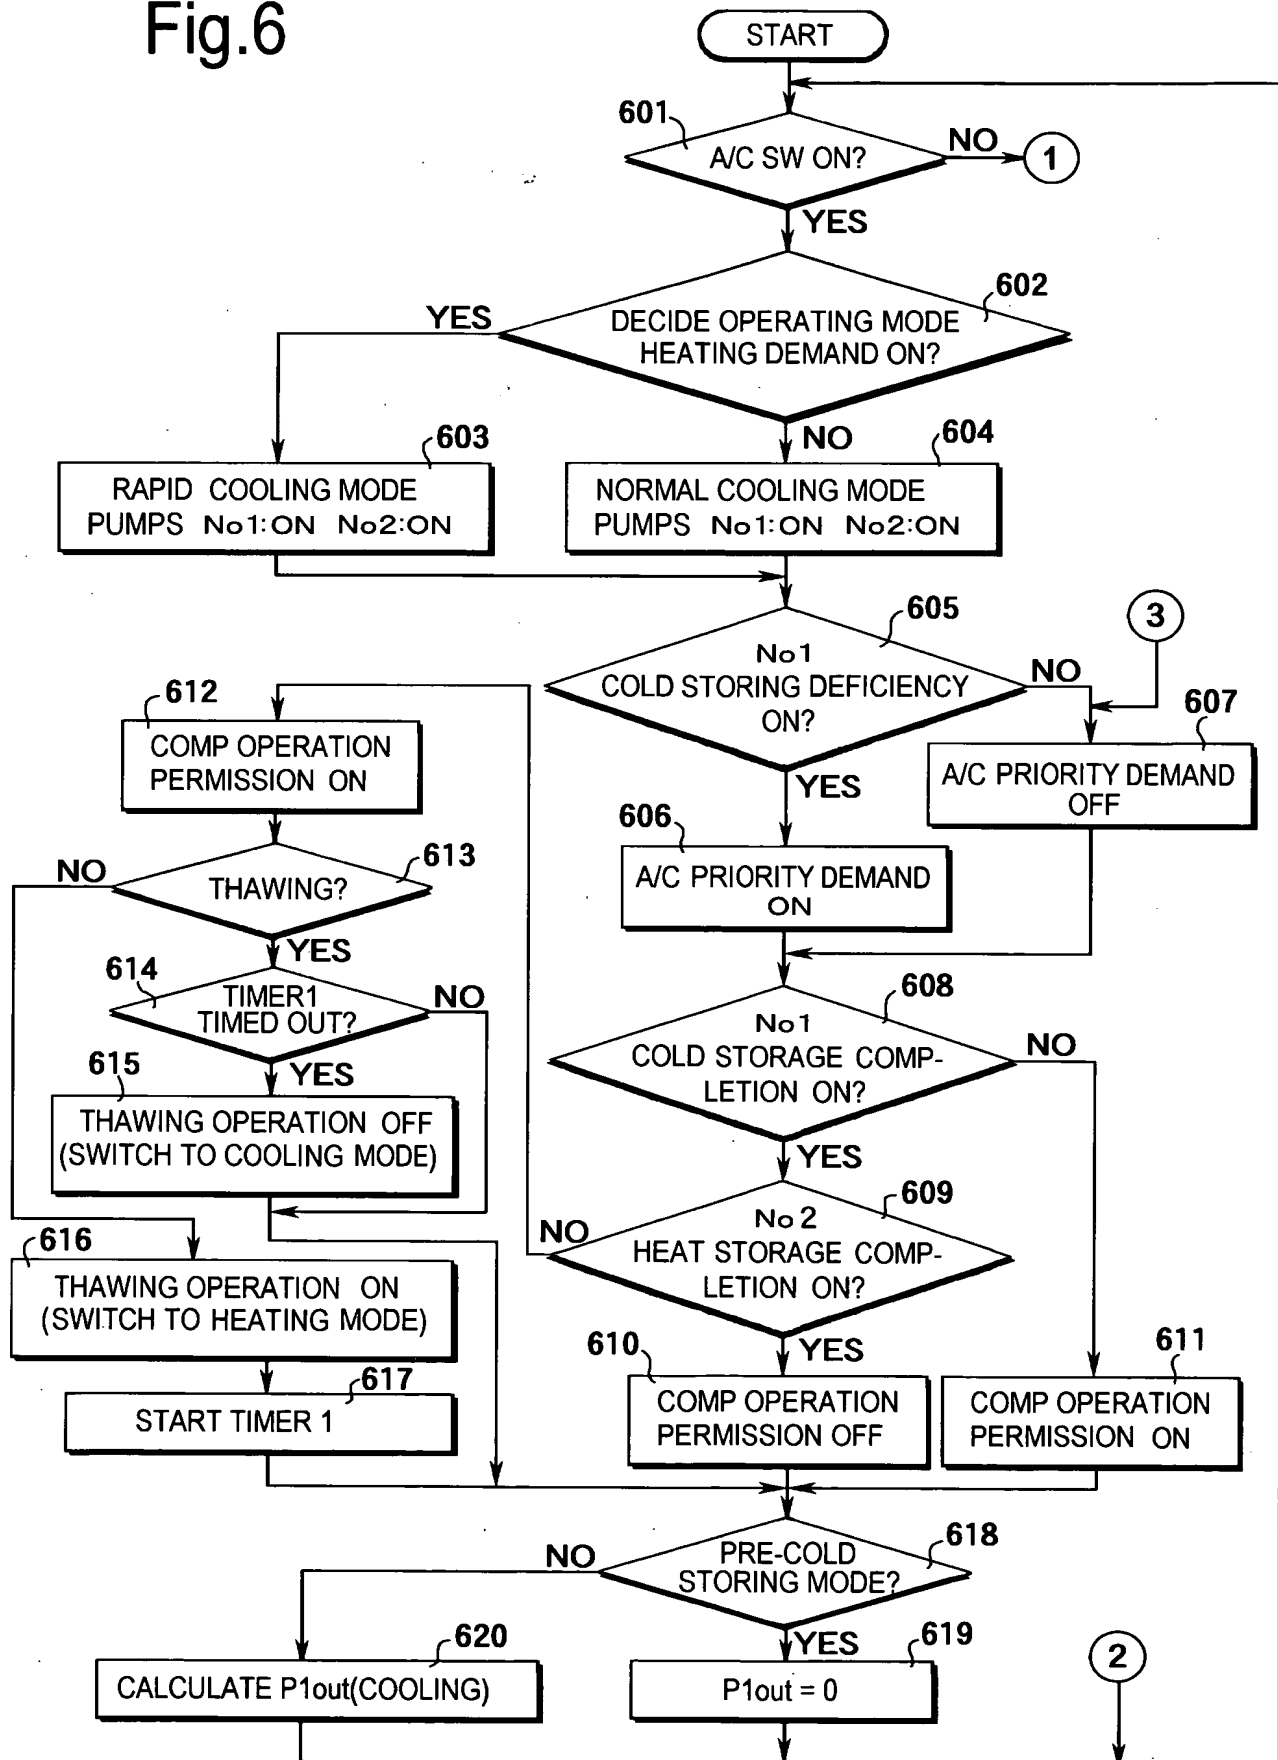 Fig.6
START
601
A/C SW ON?
NO
1
YES
602
DECIDE OPERATING MODE
HEATING DEMAND ON?
YES
NO
603
RAPID COOLING MODE
PUMPS No1:ON No2:ON
604
NORMAL COOLING MODE
PUMPS No1:ON No2:ON
605
No1
COLD STORING DEFICIENCY
ON?
NO
3
YES
607
A/C PRIORITY DEMAND
OFF
606
A/C PRIORITY DEMAND
ON
612
COMP OPERATION
PERMISSION ON
613
THAWING?
NO
YES
614
TIMER1
TIMED OUT?
NO
YES
615
THAWING OPERATION OFF
(SWITCH TO COOLING MODE)
616
THAWING OPERATION ON
(SWITCH TO HEATING MODE)
617
START TIMER 1
608
No1
COLD STORAGE COMP-
LETION ON?
NO
YES
609
No2
HEAT STORAGE COMP-
LETION ON?
NO
YES
610
COMP OPERATION
PERMISSION OFF
611
COMP OPERATION
PERMISSION ON
618
PRE-COLD
STORING MODE?
NO
YES
620
CALCULATE P1out(COOLING)
619
P1out = 0
2